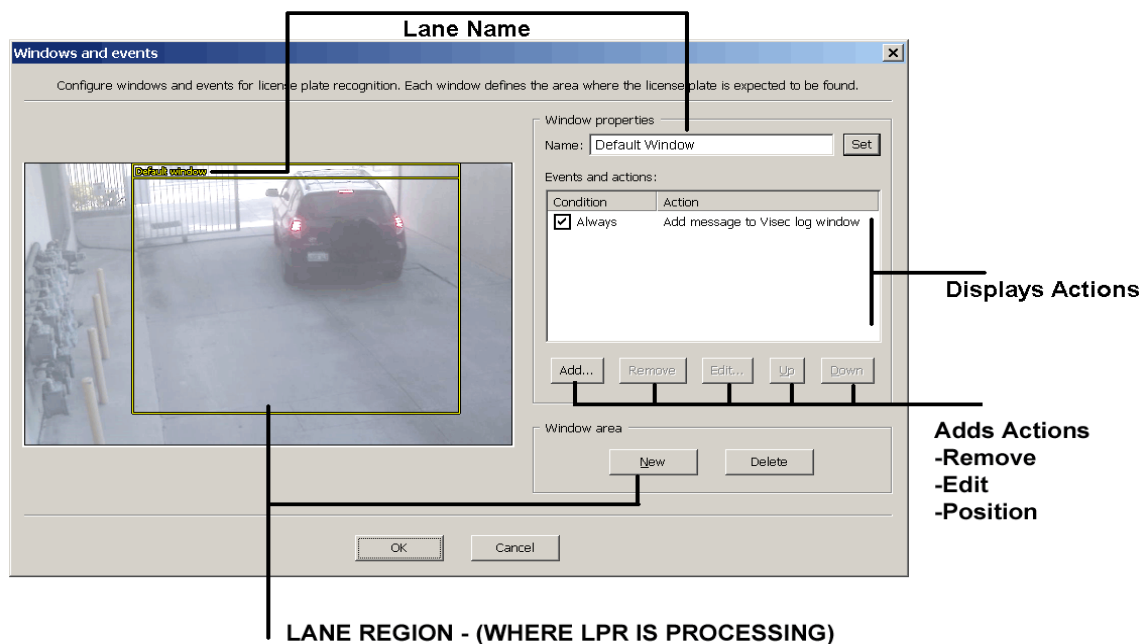 Lane Name
Windows and events
Configure windows and events for license plate recognition. Each window defines the area where the license plate is expected to be found.
Default window
Window properties
Name: Default Window Set
Events and actions:
Condition Action
Always Add message to Visec log window
Displays Actions
Add... Remove Edit... Up Down
Adds Actions
-Remove
-Edit
-Position
Window area
New Delete
OK Cancel
LANE REGION - (WHERE LPR IS PROCESSING)